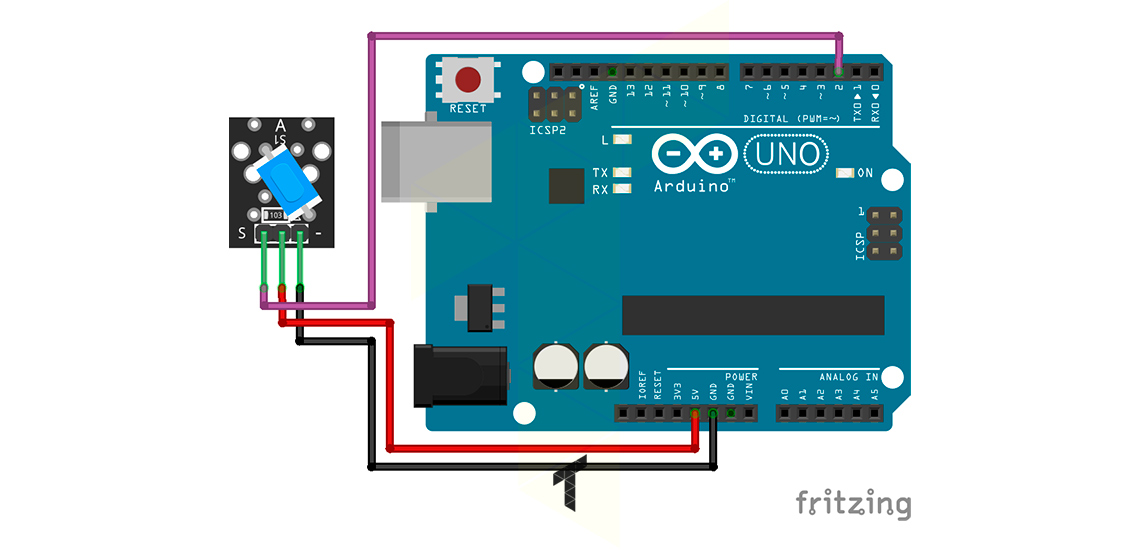 RESET
ICSP2
AREF
GND
13
12
~11
~10
~9
8
7
~6
~5
4
~3
2
TX0▶1
RX0◀0
DIGITAL (PWM=~)
L
TX
RX
Arduino™
UNO
ON
1
ICSP
A
S1
103
S -
IOREF
RESET
3V3
5V
GND
GND
VIN
POWER
ANALOG IN
A0
A1
A2
A3
A4
A5
fritzing